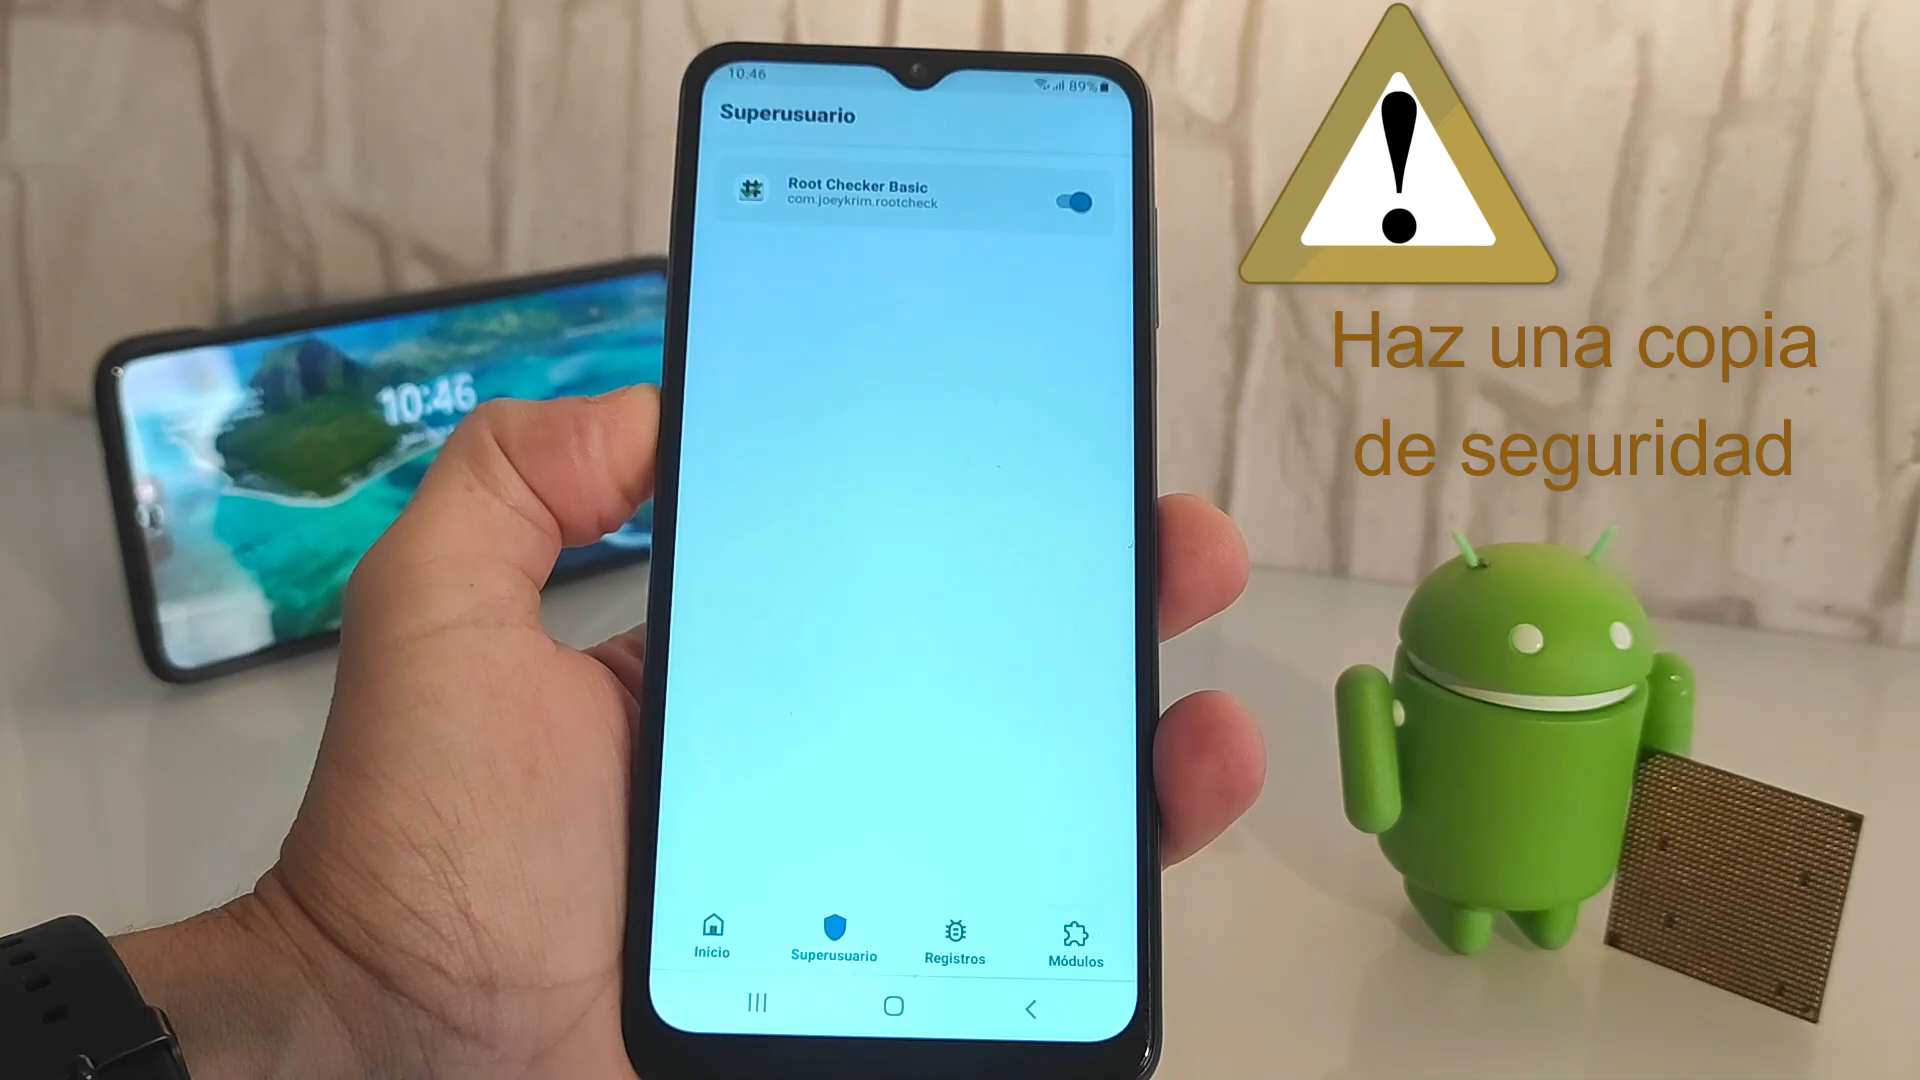 10:46
89%
Superusuario
Root Checker Basic
com.joeykrim.rootcheck
Inicio
Superusuario
Registros
Módulos
10:46
Haz una copia
de seguridad